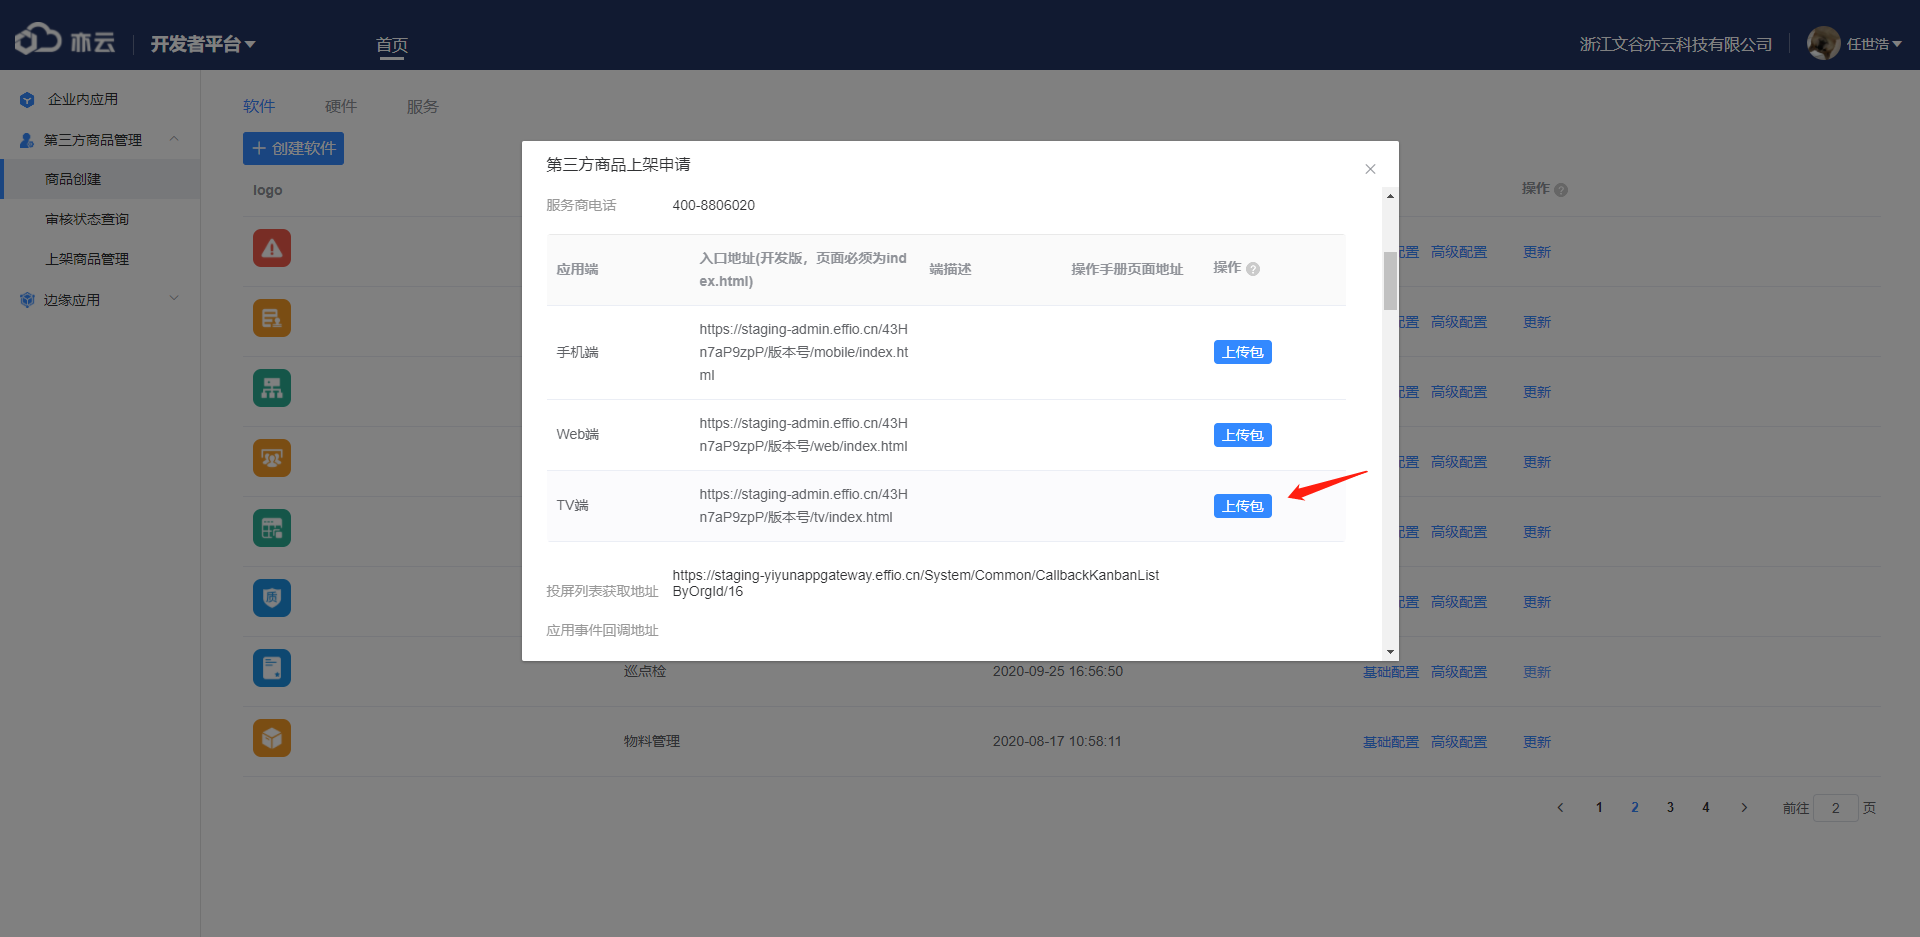 亦云
开发者平台
首页
浙江文谷亦云科技有限公司
任世浩
企业内应用
第三方商品管理
商品创建
审核状态查询
上架商品管理
边缘应用
软件 硬件 服务
创建软件
logo
操作
第三方商品上架申请
服务商电话 400-8806020
应用端
入口地址(开发版，页面必须为ind
ex.html)
端描述
操作手册页面地址
操作
手机端
https://staging-admin.effio.cn/43H
n7aP9zpP/版本号/mobile/index.ht
ml
上传包
Web端
https://staging-admin.effio.cn/43H
n7aP9zpP/版本号/web/index.html
上传包
TV端
https://staging-admin.effio.cn/43H
n7aP9zpP/版本号/tv/index.html
上传包
投屏列表获取地址
https://staging-yiyunappgateway.effio.cn/System/Common/CallbackKanbanList
ByOrgId/16
应用事件回调地址
配置 高级配置 更新
配置 高级配置 更新
配置 高级配置 更新
配置 高级配置 更新
配置 高级配置 更新
质
配置 高级配置 更新
巡点检 2020-09-25 16:56:50 基础配置 高级配置 更新
物料管理 2020-08-17 10:58:11 基础配置 高级配置 更新
1 2 3 4 前往 2 页